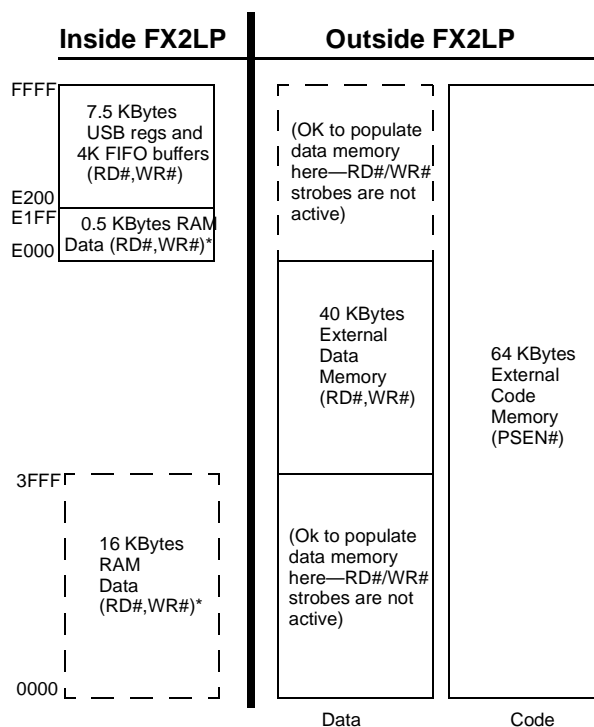 Inside FX2LP
Outside FX2LP
FFFF
7.5 KBytes
USB regs and
4K FIFO buffers
(RD#,WR#)
E200
E1FF
0.5 KBytes RAM
Data (RD#,WR#)*
E000
(OK to populate
data memory
here—RD#/WR#
strobes are not
active)
40 KBytes
External
Data
Memory
(RD#,WR#)
64 KBytes
External
Code
Memory
(PSEN#)
3FFF
16 KBytes
RAM
Data
(RD#,WR#)*
0000
(Ok to populate
data memory
here—RD#/WR#
strobes are not
active)
Data
Code